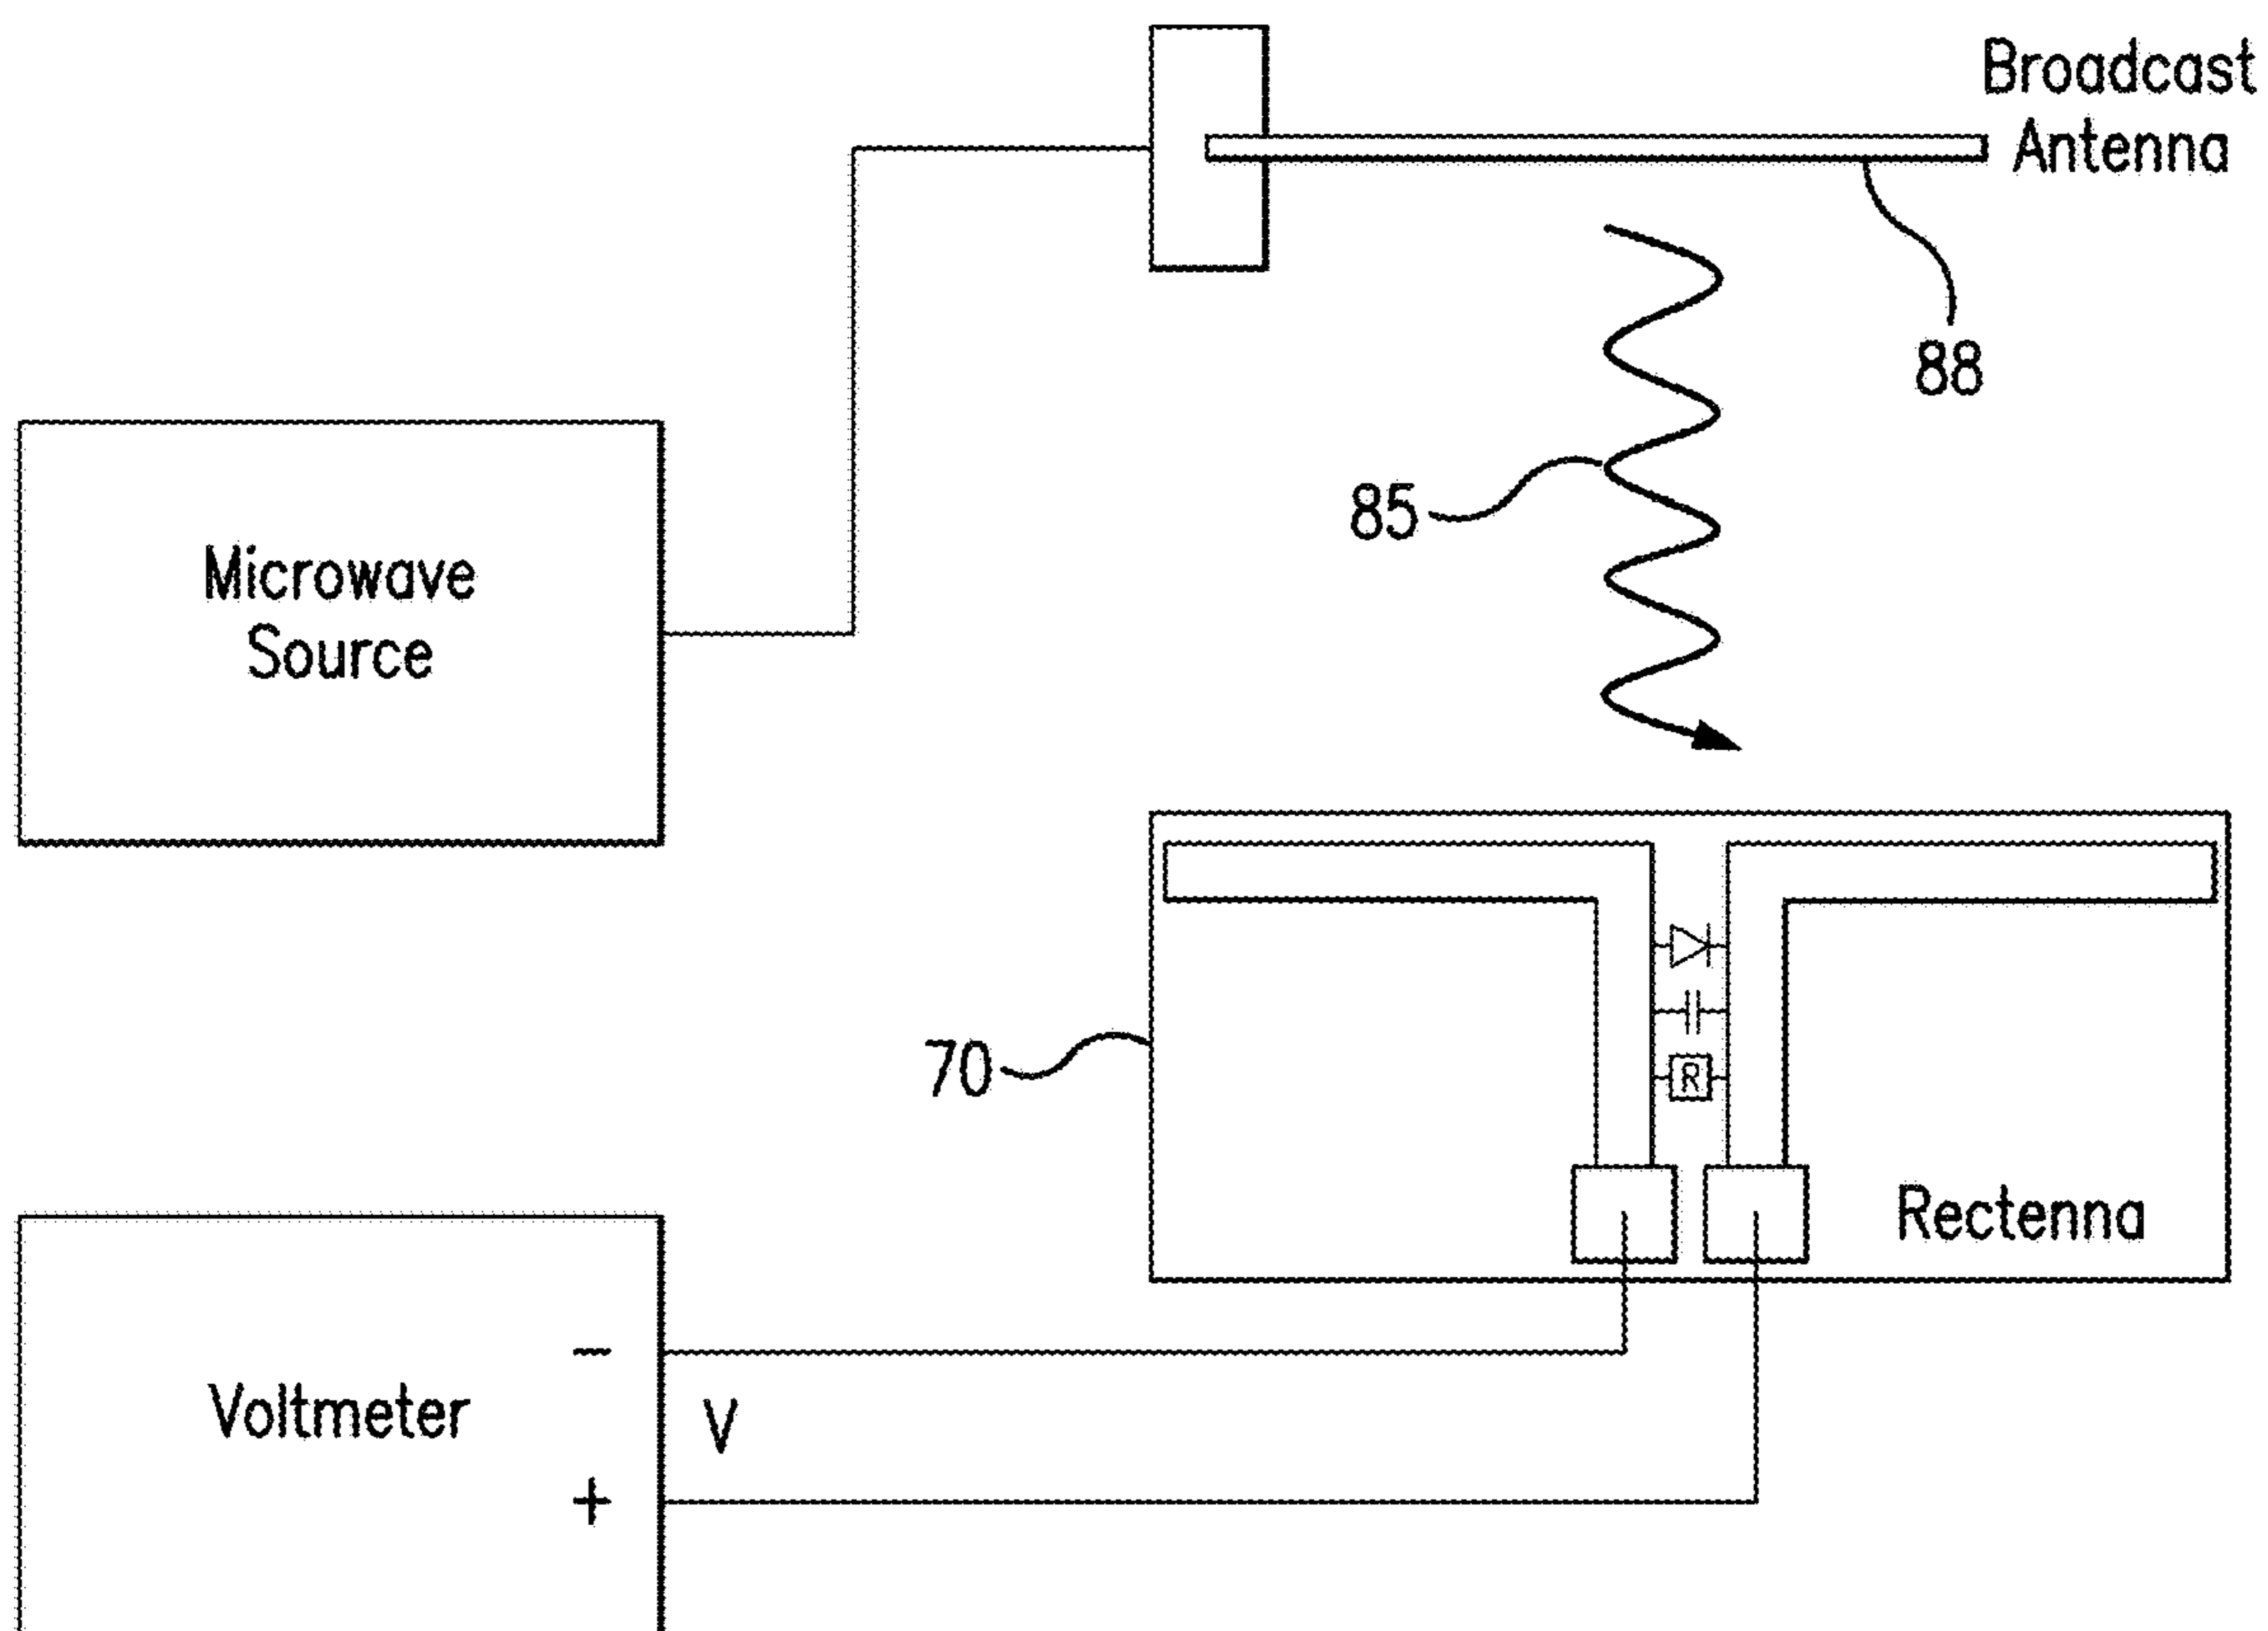 Broadcast
Antenna
88
85
Microwave
Source
70
R
Rectenna
−
Voltmeter
V
+